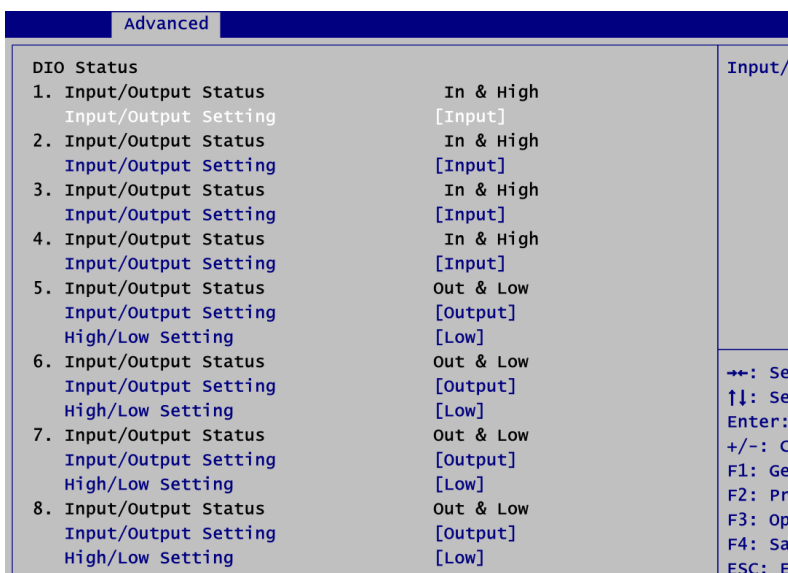 Advanced
DIO Status
1. Input/Output Status In & High
Input/Output Setting [Input]
2. Input/Output Status In & High
Input/Output Setting [Input]
3. Input/Output Status In & High
Input/Output Setting [Input]
4. Input/Output Status In & High
Input/Output Setting [Input]
5. Input/Output Status Out & Low
Input/Output Setting [Output]
High/Low Setting [Low]
6. Input/Output Status Out & Low
Input/Output Setting [Output]
High/Low Setting [Low]
7. Input/Output Status Out & Low
Input/Output Setting [Output]
High/Low Setting [Low]
8. Input/Output Status Out & Low
Input/Output Setting [Output]
High/Low Setting [Low]
Input/
→←: Se
↑↓: Se
Enter:
+/-: C
F1: Ge
F2: Pr
F3: Op
F4: Sa
ESC: E